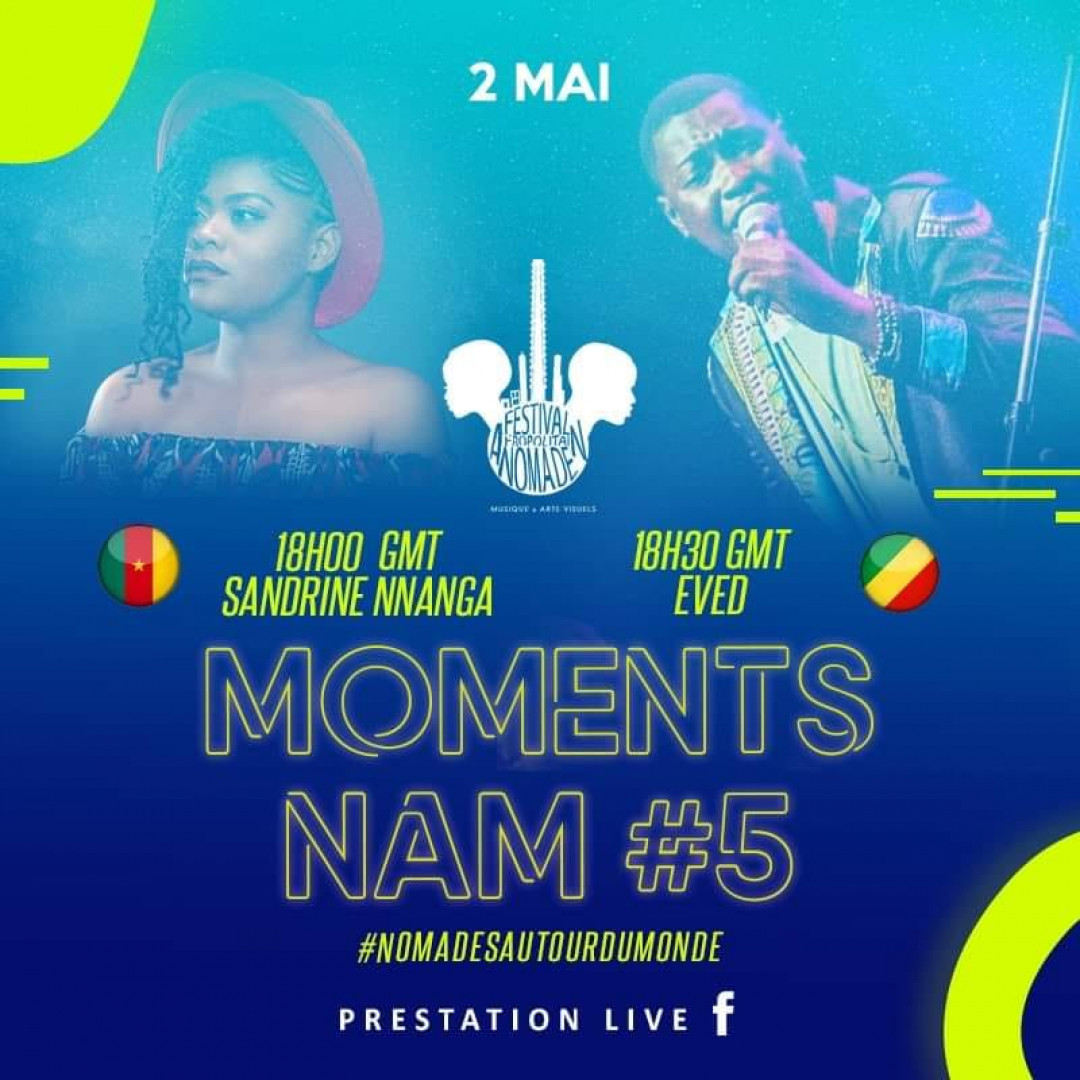 2 MAI
FESTIVAL
AFROPOLITAIN
NOMADE
MUSIQUE & ARTS VISUELS
18H00 GMT
SANDRINE NNANGA
18H30 GMT
EVED
MOMENTS
NAM #5
#NOMADESAUTOURDUMONDE
PRESTATION LIVE f